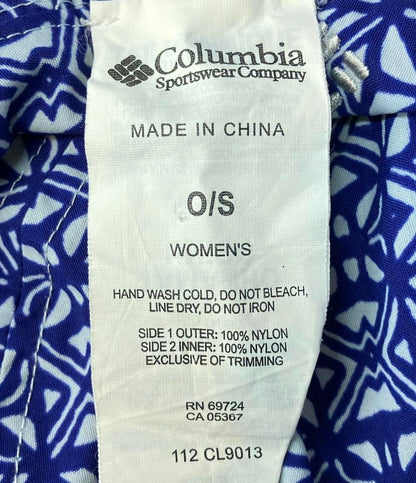 Columbia
Sportswear Company
MADE IN CHINA
O/S
WOMEN'S
HAND WASH COLD, DO NOT BLEACH,
LINE DRY, DO NOT IRON
SIDE 1 OUTER: 100% NYLON
SIDE 2 INNER: 100% NYLON
EXCLUSIVE OF TRIMMING
RN 69724
CA 05367
112 CL9013